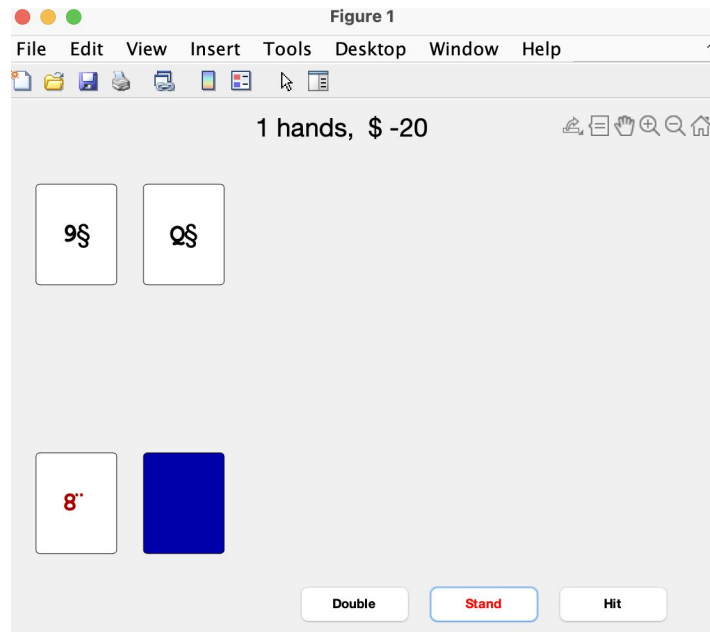 Figure 1
File Edit View Insert Tools Desktop Window Help
1 hands, $ -20
9§ Q§
8¨
Double Stand Hit